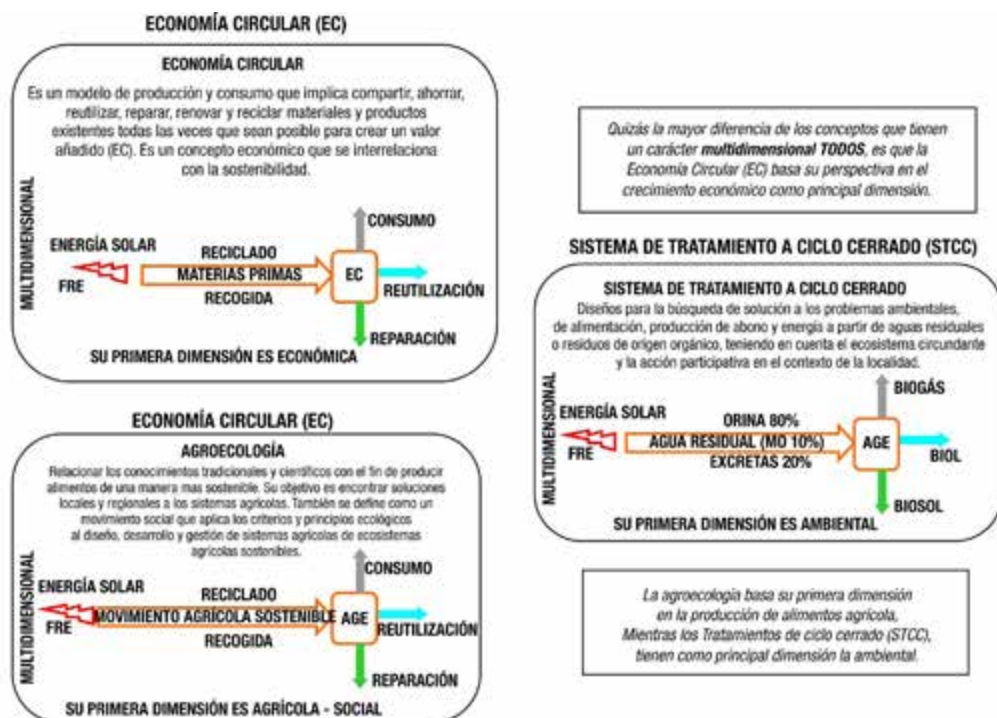 ECONOMÍA CIRCULAR (EC)
ECONOMÍA CIRCULAR
Es un modelo de producción y consumo que implica compartir, ahorrar,
reutilizar, reparar, renovar y reciclar materiales y productos
existentes todas las veces que sean posible para crear un valor
añadido (EC). Es un concepto económico que se interrelaciona
con la sostenibilidad.
MULTIDIMENSIONAL
ENERGÍA SOLAR
FRE
RECICLADO
MATERIAS PRIMAS
RECOGIDA
EC
CONSUMO
REUTILIZACIÓN
REPARACIÓN
SU PRIMERA DIMENSIÓN ES ECONÓMICA
ECONOMÍA CIRCULAR (EC)
AGROECOLOGÍA
Relacionar los conocimientos tradicionales y científicos con el fin de producir
alimentos de una manera mas sostenible. Su objetivo es encontrar soluciones
locales y regionales a los sistemas agrícolas. También se define como un
movimiento social que aplica los criterios y principios ecológicos
al diseño, desarrollo y gestión de sistemas agrícolas de ecosistemas
agrícolas sostenibles.
MULTIDIMENSIONAL
ENERGÍA SOLAR
FRE
RECICLADO
MOVIMIENTO AGRÍCOLA SOSTENIBLE
RECOGIDA
AGE
CONSUMO
REUTILIZACIÓN
REPARACIÓN
SU PRIMERA DIMENSIÓN ES AGRÍCOLA - SOCIAL
Quizás la mayor diferencia de los conceptos que tienen
un carácter multidimensional TODOS, es que la
Economía Circular (EC) basa su perspectiva en el
crecimiento económico como principal dimensión.
SISTEMA DE TRATAMIENTO A CICLO CERRADO (STCC)
SISTEMA DE TRATAMIENTO A CICLO CERRADO
Diseños para la búsqueda de solución a los problemas ambientales,
de alimentación, producción de abono y energía a partir de aguas residuales
o residuos de origen orgánico, teniendo en cuenta el ecosistema circundante
y la acción participativa en el contexto de la localidad.
MULTIDIMENSIONAL
ENERGÍA SOLAR
FRE
ORINA 80%
AGUA RESIDUAL (MO 10%)
EXCRETAS 20%
AGE
BIOGÁS
BIOL
BIOSOL
SU PRIMERA DIMENSIÓN ES AMBIENTAL
La agroecología basa su primera dimensión
en la producción de alimentos agrícola,
Mientras los Tratamientos de ciclo cerrado (STCC),
tienen como principal dimensión la ambiental.